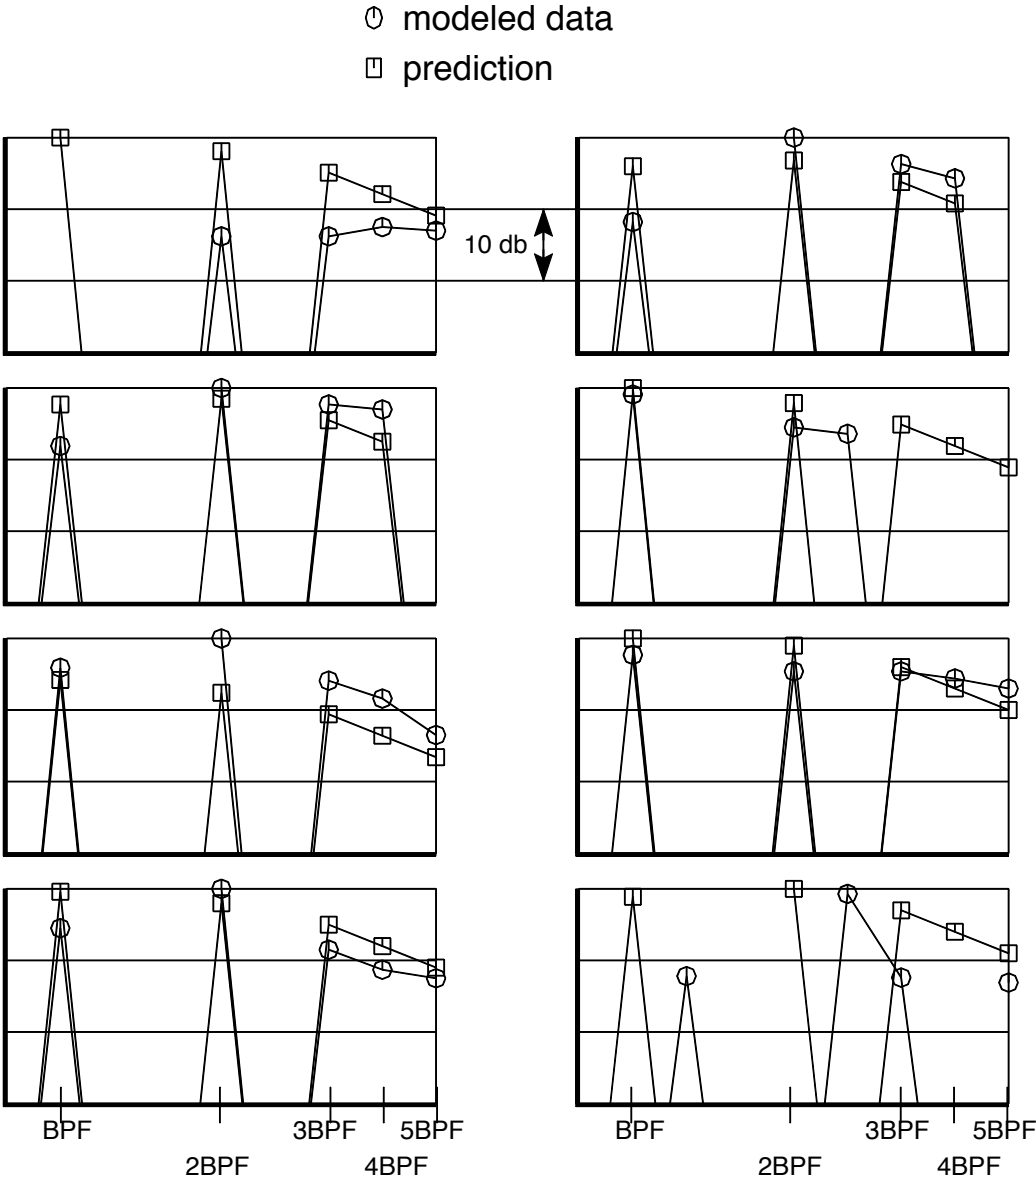 modeled data
prediction
10 db
BPF
3BPF
5BPF
2BPF
4BPF
BPF
3BPF
5BPF
2BPF
4BPF